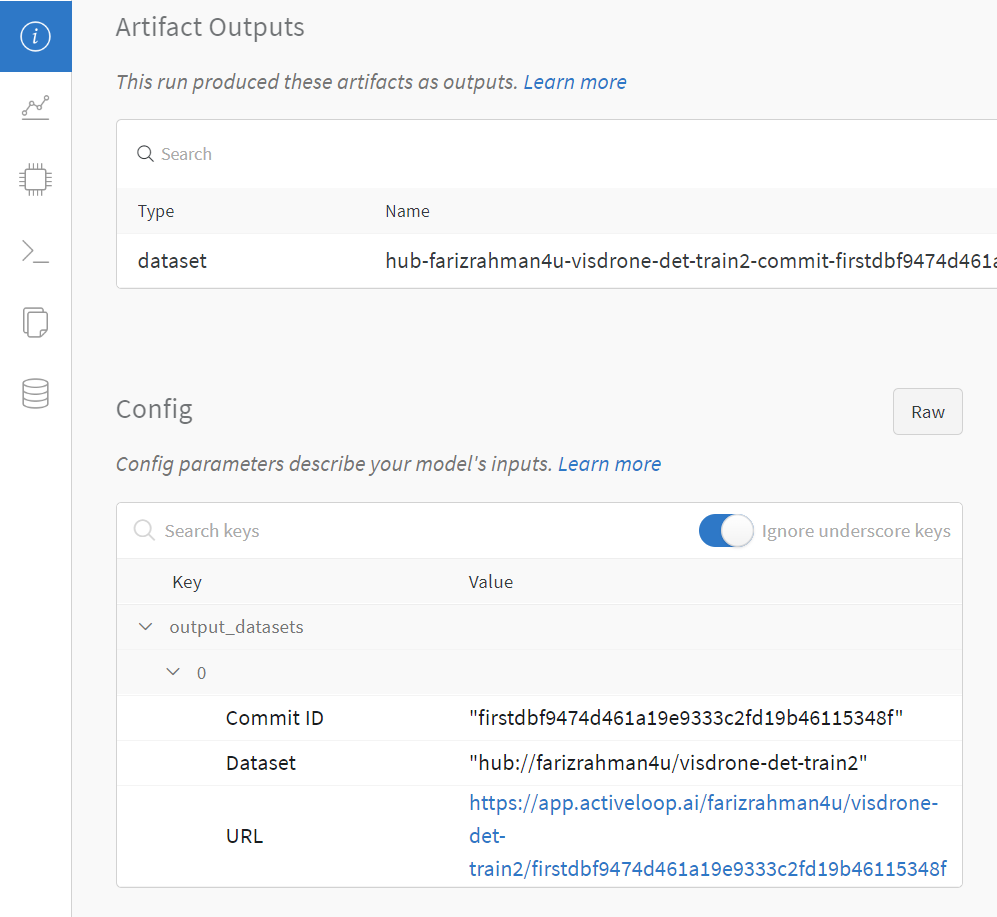 Artifact Outputs
This run produced these artifacts as outputs. Learn more
Search
Type Name
dataset hub-farizrahman4u-visdrone-det-train2-commit-firstdbf9474d461a
Config
Raw
Config parameters describe your model's inputs. Learn more
Search keys Ignore underscore keys
Key Value
output_datasets
0
Commit ID "firstdbf9474d461a19e9333c2fd19b46115348f"
Dataset "hub://farizrahman4u/visdrone-det-train2"
https://app.activeloop.ai/farizrahman4u/visdrone-
URL det-
train2/firstdbf9474d461a19e9333c2fd19b46115348f